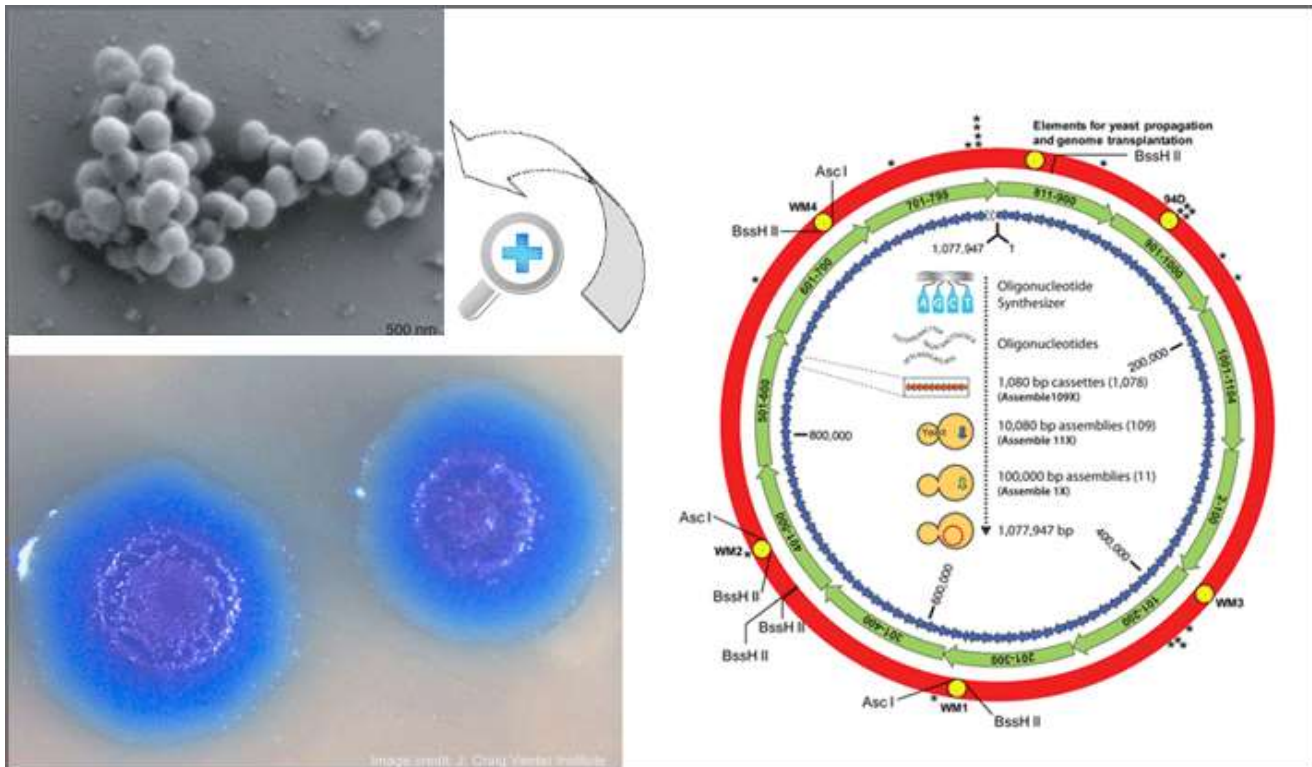 500 nm
Image credit: J. Craig Venter Institute
Elements for yeast propagation
and genome transplantation
BssH II
Asc I
WM4
BssH II
94D
701-795
811-900
901-1000
601-700
1,077,947
1
A G C T
Oligonucleotide
Synthesizer
Oligonucleotides
200,000
1001-1104
501-600
1,080 bp cassettes (1,078)
(Assemble109X)
800,000
Yeast
10,080 bp assemblies (109)
(Assemble 11X)
100,000 bp assemblies (11)
(Assemble 1X)
1,077,947 bp
2-100
401-500
Asc I
WM2
BssH II
BssH II
BssH II
400,000
600,000
101-200
WM3
301-400
201-300
Asc I
WM1
BssH II